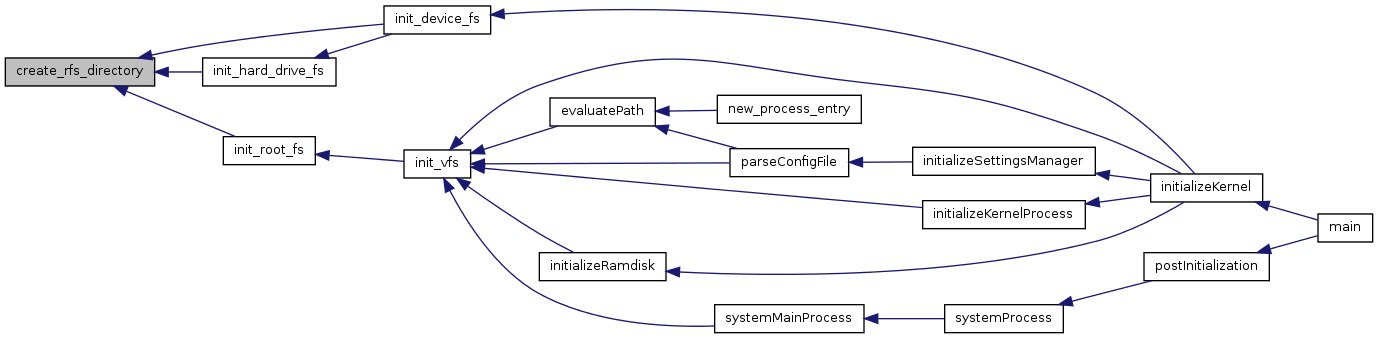 init_device_fs
create_rfs_directory
init_hard_drive_fs
evaluatePath
new_process_entry
init_root_fs
init_vfs
parseConfigFile
initializeSettingsManager
initializeKernel
initializeKernelProcess
main
initializeRamdisk
postInitialization
systemMainProcess
systemProcess